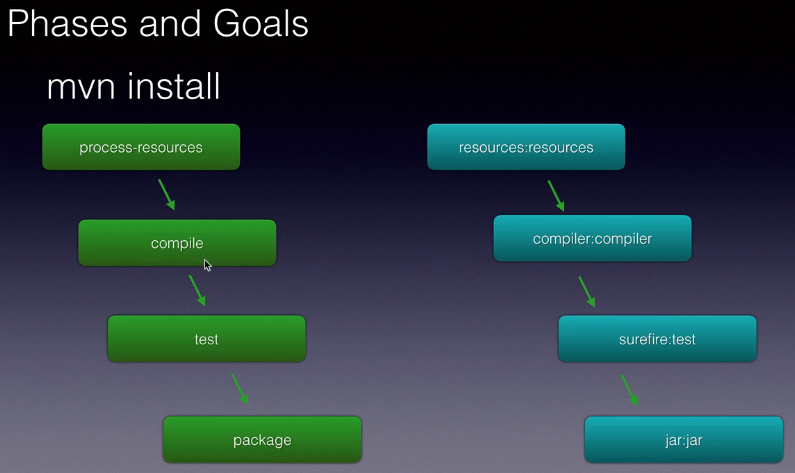 Phases and Goals
mvn install
process-resources
resources:resources
compile
compiler:compiler
test
surefire:test
package
jar:jar